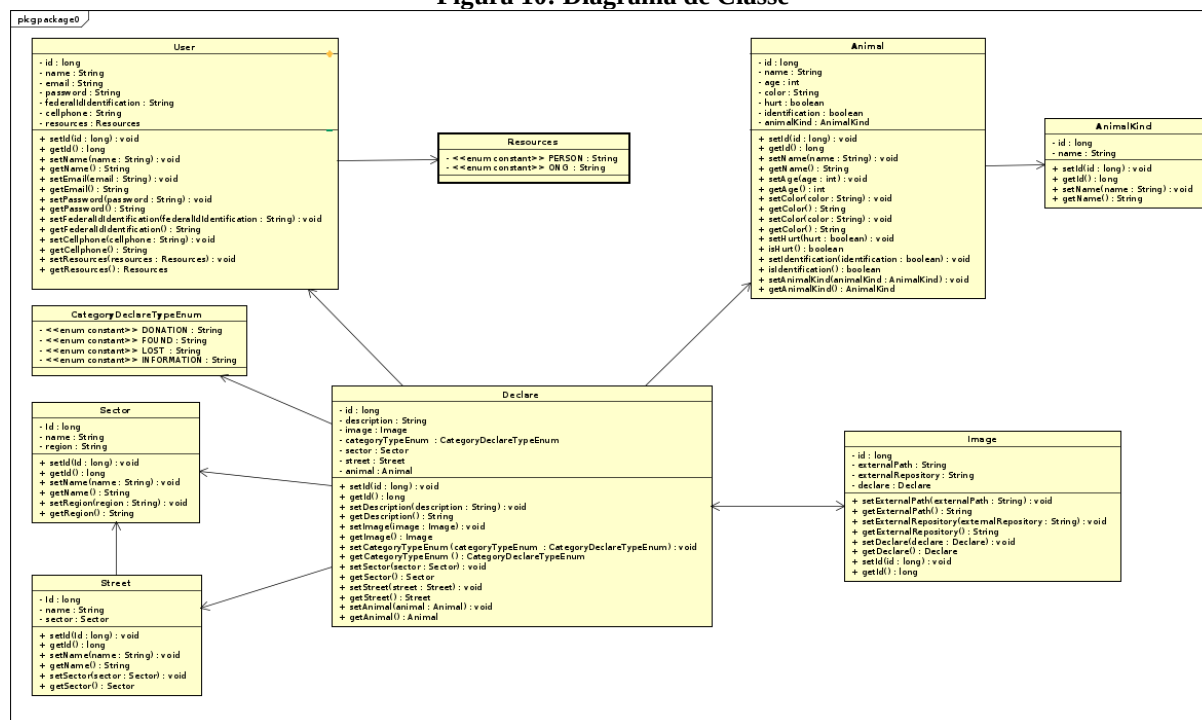 Figura 10: Diagrama de Classe
pkg package0
User
- id : long
- name : String
- email : String
- password : String
- federalIdIdentification : String
- cellphone : String
- resources : Resources
+ setId(id : long) : void
+ getId() : long
+ setName(name : String) : void
+ getName() : String
+ setEmail(email : String) : void
+ getEmail() : String
+ setPassword(password : String) : void
+ getPassword() : String
+ setFederalIdIdentification(federalIdIdentification : String) : void
+ getFederalIdIdentification() : String
+ setCellphone(cellphone : String) : void
+ getCellphone() : String
+ setResources(resources : Resources) : void
+ getResources() : Resources
Resources
- <<enum constant>> PERSON : String
- <<enum constant>> ONG : String
Animal
- id : long
- name : String
- age : int
- color : String
- hurt : boolean
- identification : boolean
- animalKind : AnimalKind
+ setId(id : long) : void
+ getId() : long
+ setName(name : String) : void
+ getName() : String
+ setAge(age : int) : void
+ getAge() : int
+ setColor(color : String) : void
+ getColor() : String
+ setColor(color : String) : void
+ getColor() : String
+ setHurt(hurt : boolean) : void
+ isHurt() : boolean
+ setIdentification(identification : boolean) : void
+ isIdentification() : boolean
+ setAnimalKind(animalKind : AnimalKind) : void
+ getAnimalKind() : AnimalKind
AnimalKind
- id : long
- name : String
+ setId(id : long) : void
+ getId() : long
+ setName(name : String) : void
+ getName() : String
CategoryDeclareTypeEnum
- <<enum constant>> DONATION : String
- <<enum constant>> FOUND : String
- <<enum constant>> LOST : String
- <<enum constant>> INFORMATION : String
Sector
- Id : long
- name : String
- region : String
+ setId(Id : long) : void
+ getId() : long
+ setName(name : String) : void
+ getName() : String
+ setRegion(region : String) : void
+ getRegion() : String
Street
- Id : long
- name : String
- sector : Sector
+ setId(Id : long) : void
+ getId() : long
+ setName(name : String) : void
+ getName() : String
+ setSector(sector : Sector) : void
+ getSector() : Sector
Declare
- id : long
- description : String
- image : Image
- categoryTypeEnum : CategoryDeclareTypeEnum
- sector : Sector
- street : Street
- animal : Animal
+ setId(id : long) : void
+ getId() : long
+ setDescription(description : String) : void
+ getDescription() : String
+ setImage(image : Image) : void
+ getImage() : Image
+ setCategoryTypeEnum (categoryTypeEnum : CategoryDeclareTypeEnum) : void
+ getCategoryTypeEnum () : CategoryDeclareTypeEnum
+ setSector(sector : Sector) : void
+ getSector() : Sector
+ setStreet(street : Street) : void
+ getStreet() : Street
+ setAnimal(animal : Animal) : void
+ getAnimal() : Animal
Image
- id : long
- externalPath : String
- externalRepository : String
- declare : Declare
+ setExternalPath(externalPath : String) : void
+ getExternalPath() : String
+ setExternalRepository(externalRepository : String) : void
+ getExternalRepository() : String
+ setDeclare(declare : Declare) : void
+ getDeclare() : Declare
+ setId(id : long) : void
+ getId() : long